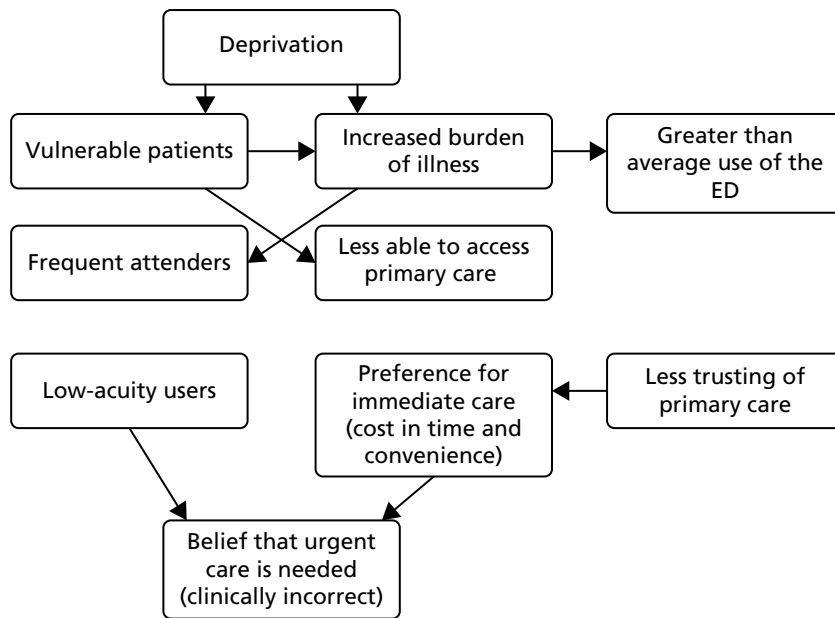 Deprivation
Vulnerable patients
Increased burden
of illness
Greater than
average use of the
ED
Frequent attenders
Less able to access
primary care
Low-acuity users
Preference for
immediate care
(cost in time and
convenience)
Less trusting of
primary care
Belief that urgent
care is needed
(clinically incorrect)